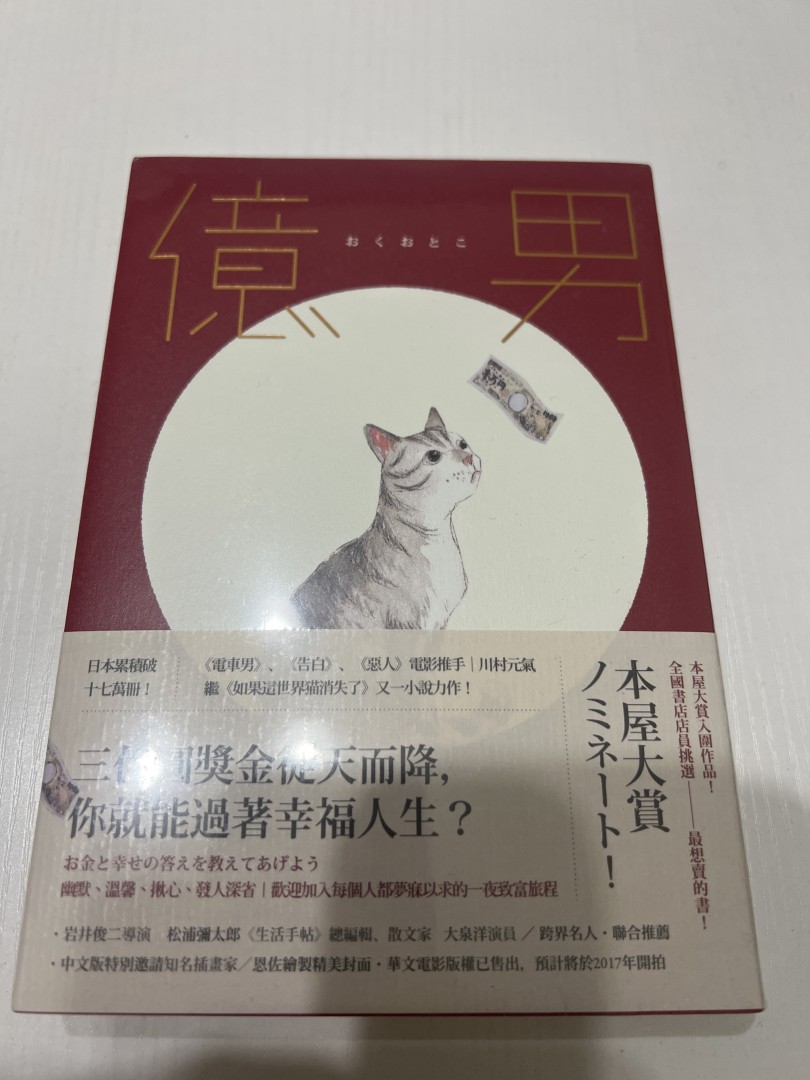 億男
おくおとこ
日本累積破
十七萬冊！
《電車男》、《告白》、《惡人》電影推手｜川村元氣
繼《如果這世界貓消失了》又一小說力作！
本屋大賞
ノミネート！
本屋大賞入圍作品！
全國書店店員挑選——最想賣的書！
三億圓獎金從天而降，
你就能過著幸福人生？
お金と幸せの答えを教えてあげよう
幽默、溫馨、揪心、發人深省｜歡迎加入每個人都夢寐以求的一夜致富旅程
・岩井俊二導演　松浦彌太郎《生活手帖》總編輯、散文家　大泉洋演員／跨界名人・聯合推薦
・中文版特別邀請知名插畫家／恩佐繪製精美封面・華文電影版權已售出，預計將於2017年開拍